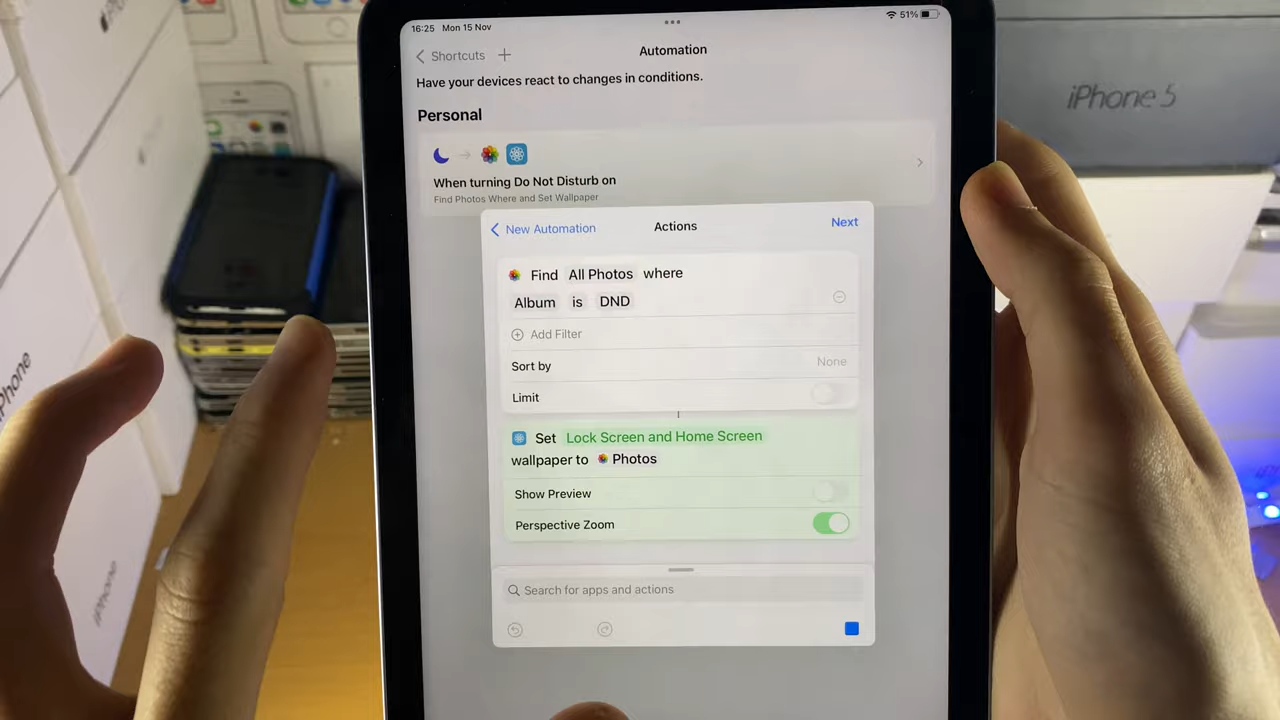 16:25 Mon 15 Nov
51%
Shortcuts
Automation
Have your devices react to changes in conditions.
Personal
When turning Do Not Disturb on
Find Photos Where and Set Wallpaper
New Automation
Actions
Next
Find All Photos where
Album is DND
Add Filter
Sort by
None
Limit
Set Lock Screen and Home Screen
wallpaper to Photos
Show Preview
Perspective Zoom
Search for apps and actions
iPhone 5
iPhone
iPhone